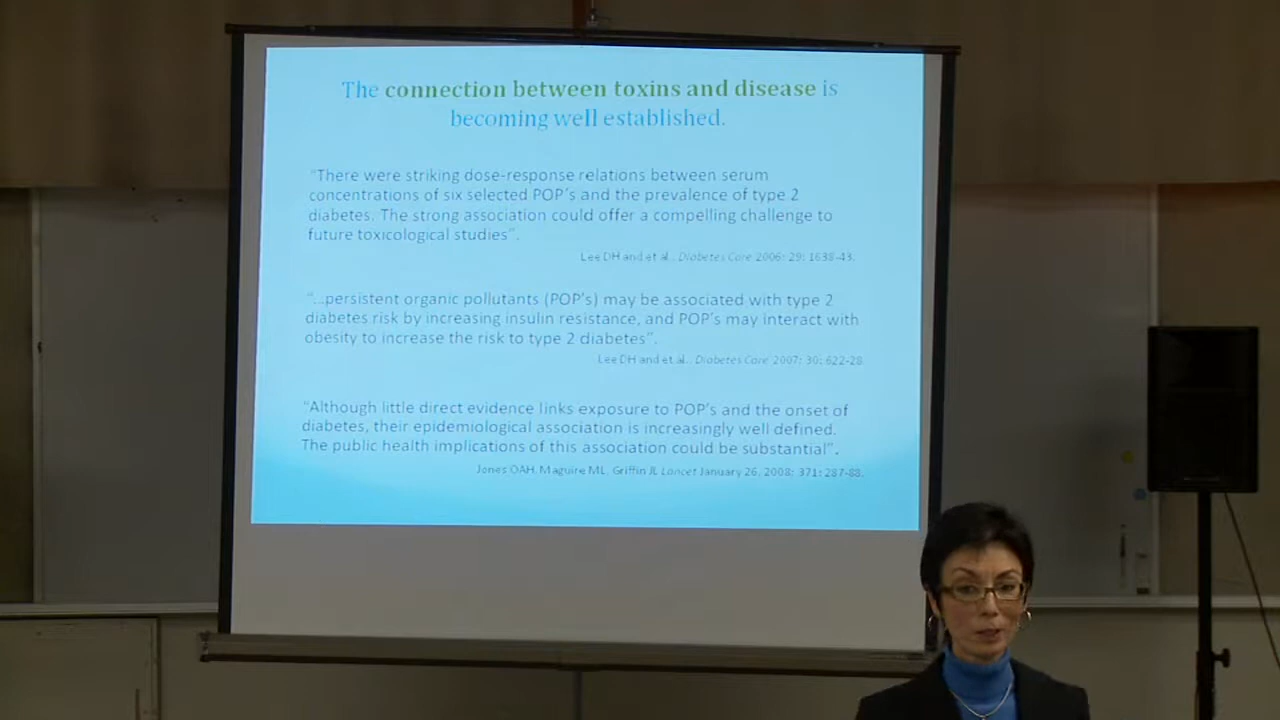 The connection between toxins and disease is
becoming well established.
"There were striking dose-response relations between serum
concentrations of six selected POP's and the prevalence of type 2
diabetes. The strong association could offer a compelling challenge to
future toxicological studies".
Lee DH and et al., Diabetes Care 2006; 29: 1638-43.
"...persistent organic pollutants (POP's) may be associated with type 2
diabetes risk by increasing insulin resistance, and POP's may interact with
obesity to increase the risk to type 2 diabetes".
Lee DH and et al., Diabetes Care 2007; 30: 622-28
"Although little direct evidence links exposure to POP's and the onset of
diabetes, their epidemiological association is increasingly well defined.
The public health implications of this association could be substantial".
Jones OAH, Maguire ML, Griffin JL Lancet January 26, 2008; 371: 287-88.